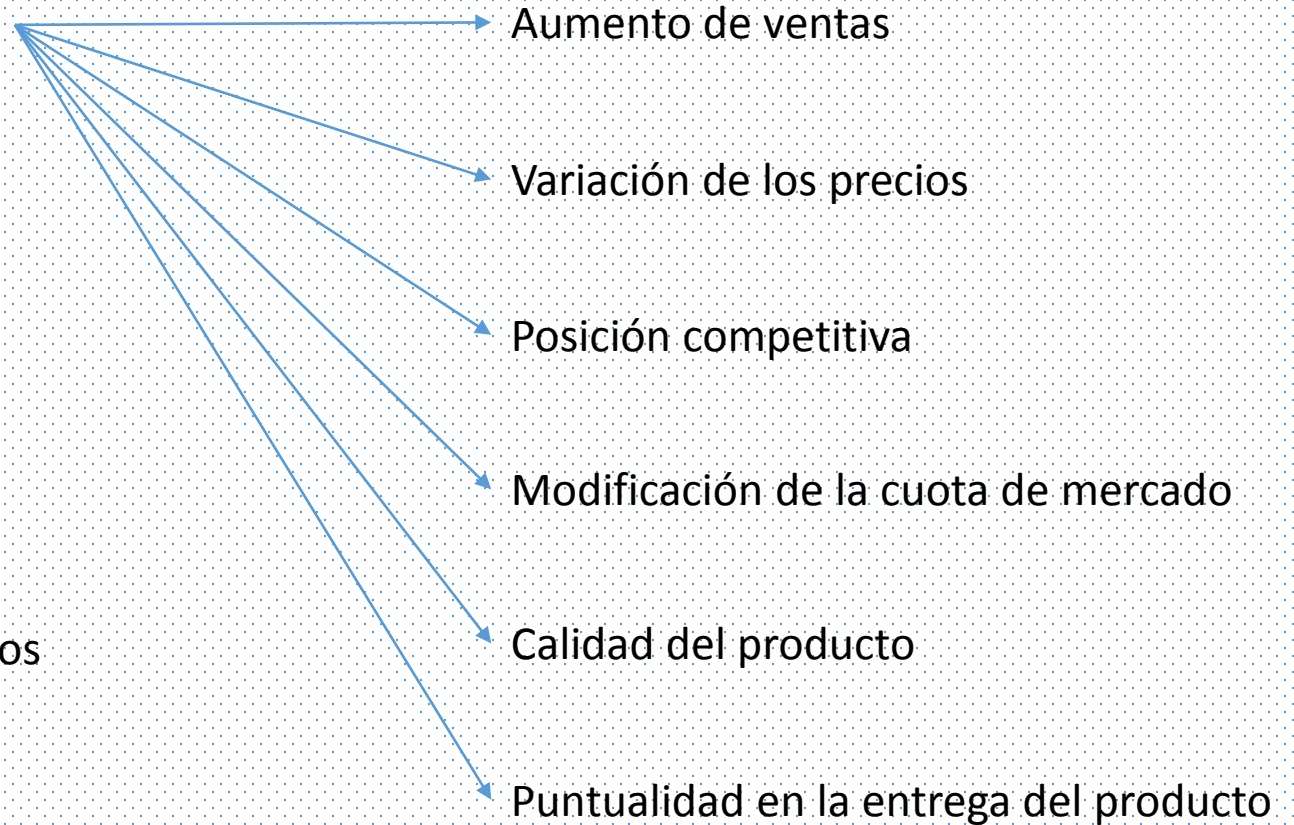 Aumento de ventas
Variación de los precios
Posición competitiva
Modificación de la cuota de mercado
os
Calidad del producto
Puntualidad en la entrega del producto